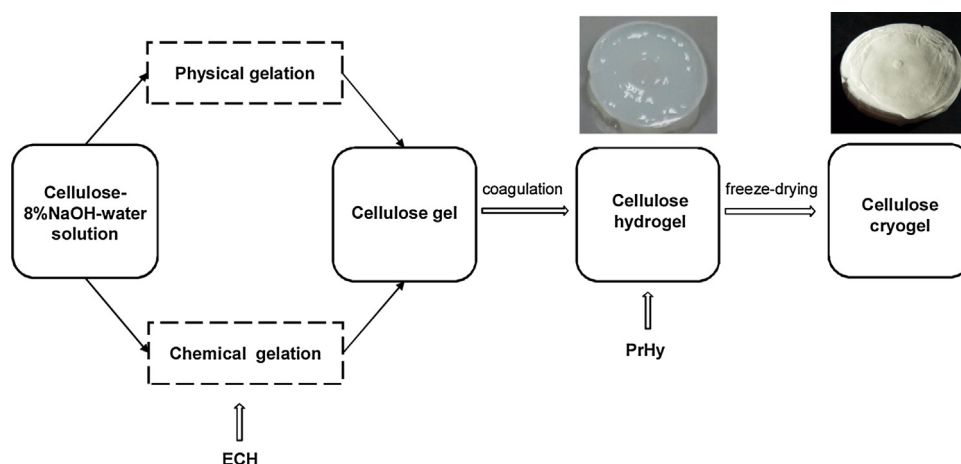 Physical gelation
Cellulose-
8%NaOH-water
solution
Cellulose gel
coagulation
Cellulose
hydrogel
freeze-drying
Cellulose
cryogel
Chemical gelation
PrHy
ECH